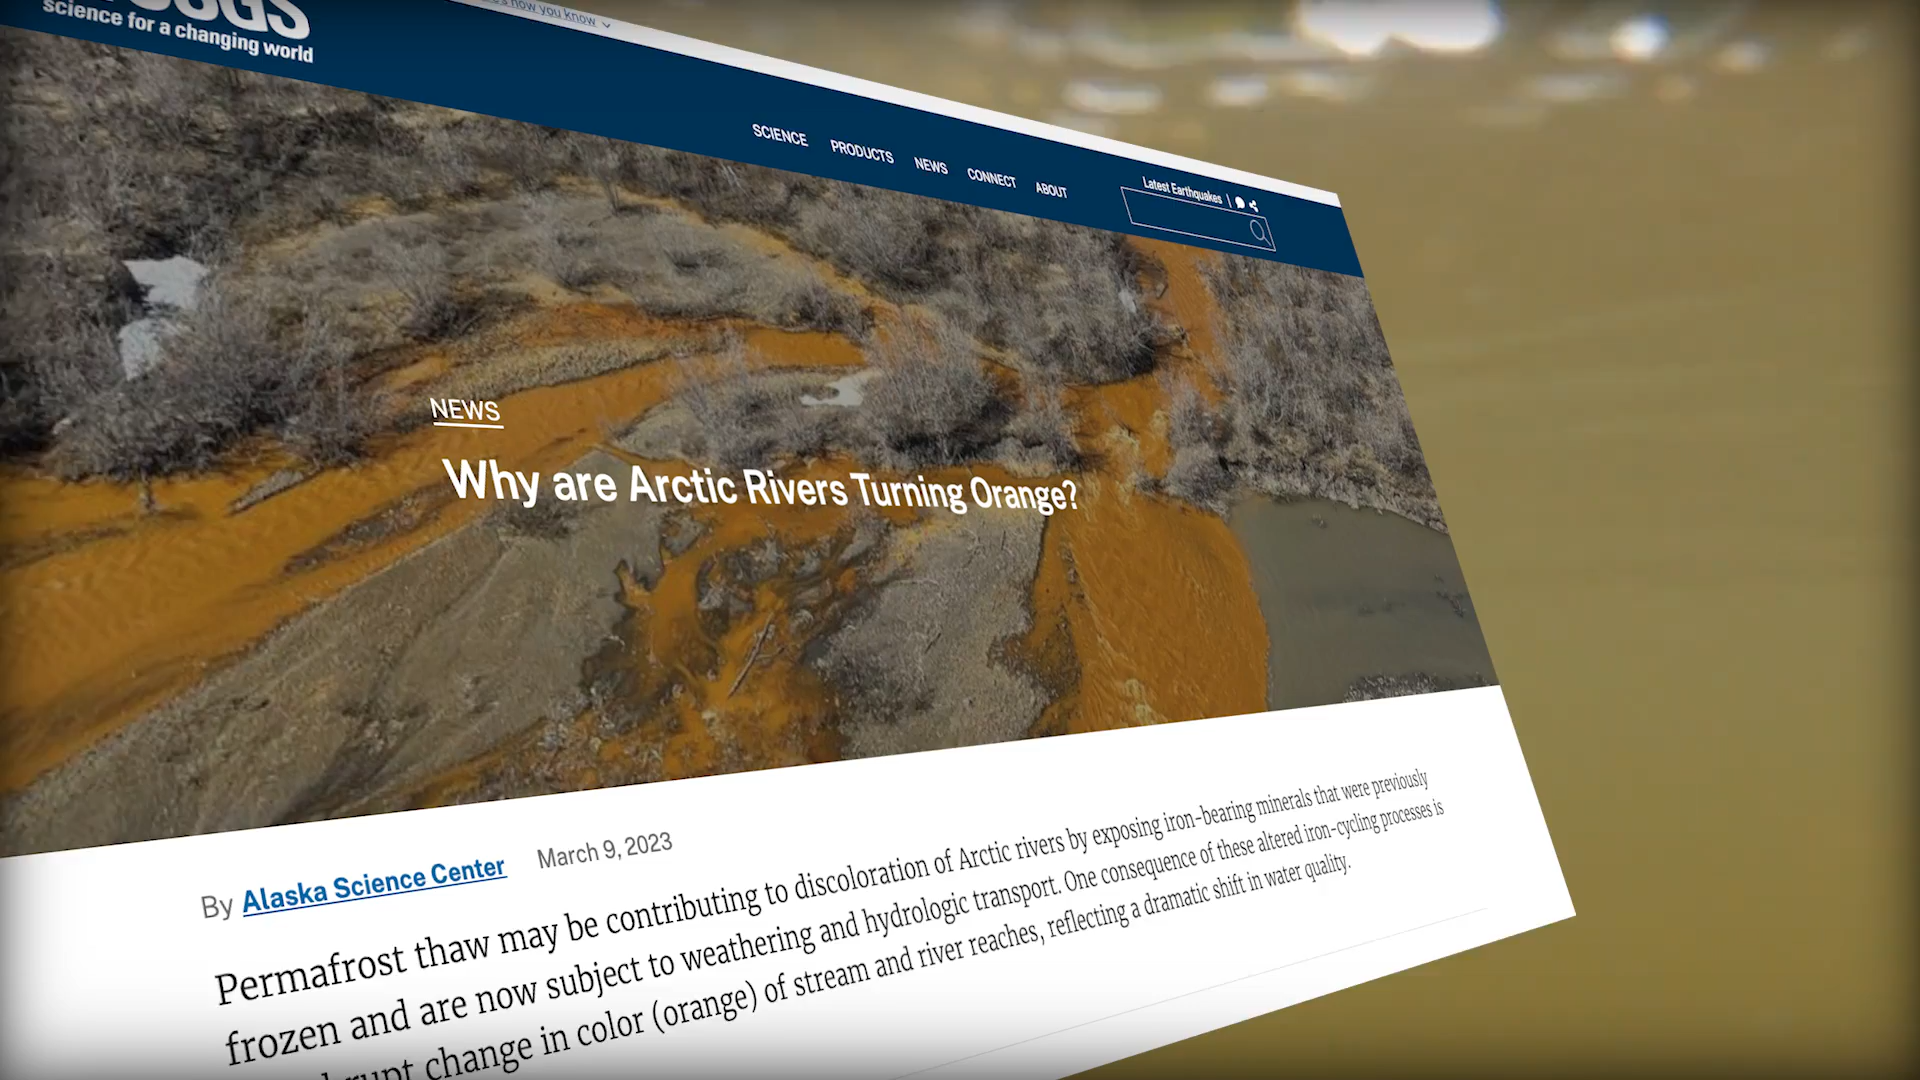 how you know
USGS
science for a changing world
SCIENCE PRODUCTS NEWS CONNECT ABOUT
Latest Earthquakes
NEWS
Why are Arctic Rivers Turning Orange?
By Alaska Science Center March 9, 2023
Permafrost thaw may be contributing to discoloration of Arctic rivers by exposing iron-bearing minerals that were previously
frozen and are now subject to weathering and hydrologic transport. One consequence of these altered iron-cycling processes is
change in color (orange) of stream and river reaches, reflecting a dramatic shift in water quality.